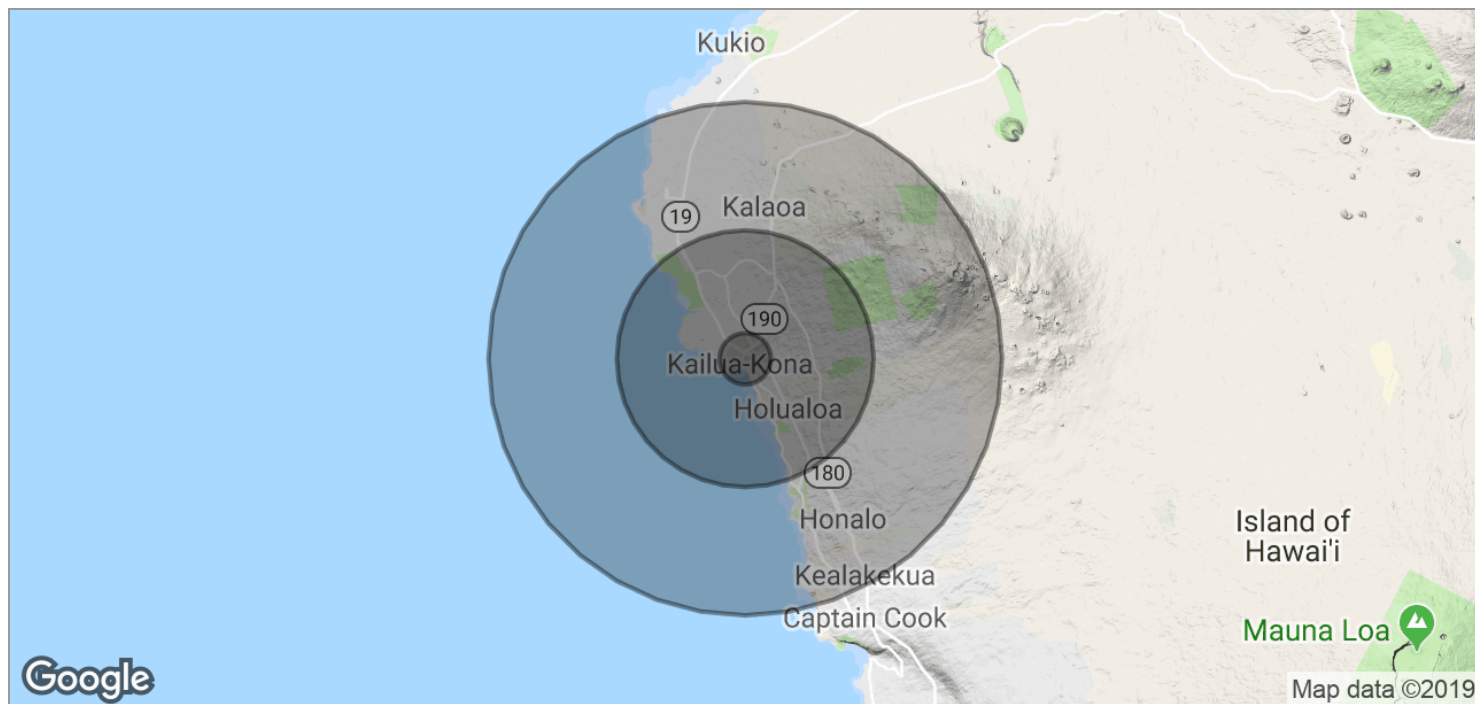 Kukio
Kalaoa
19
190
Kailua-Kona
Holualoa
180
Honalo
Island of
Hawai'i
Kealakekua
Captain Cook
Mauna Loa
Google
Map data ©2019